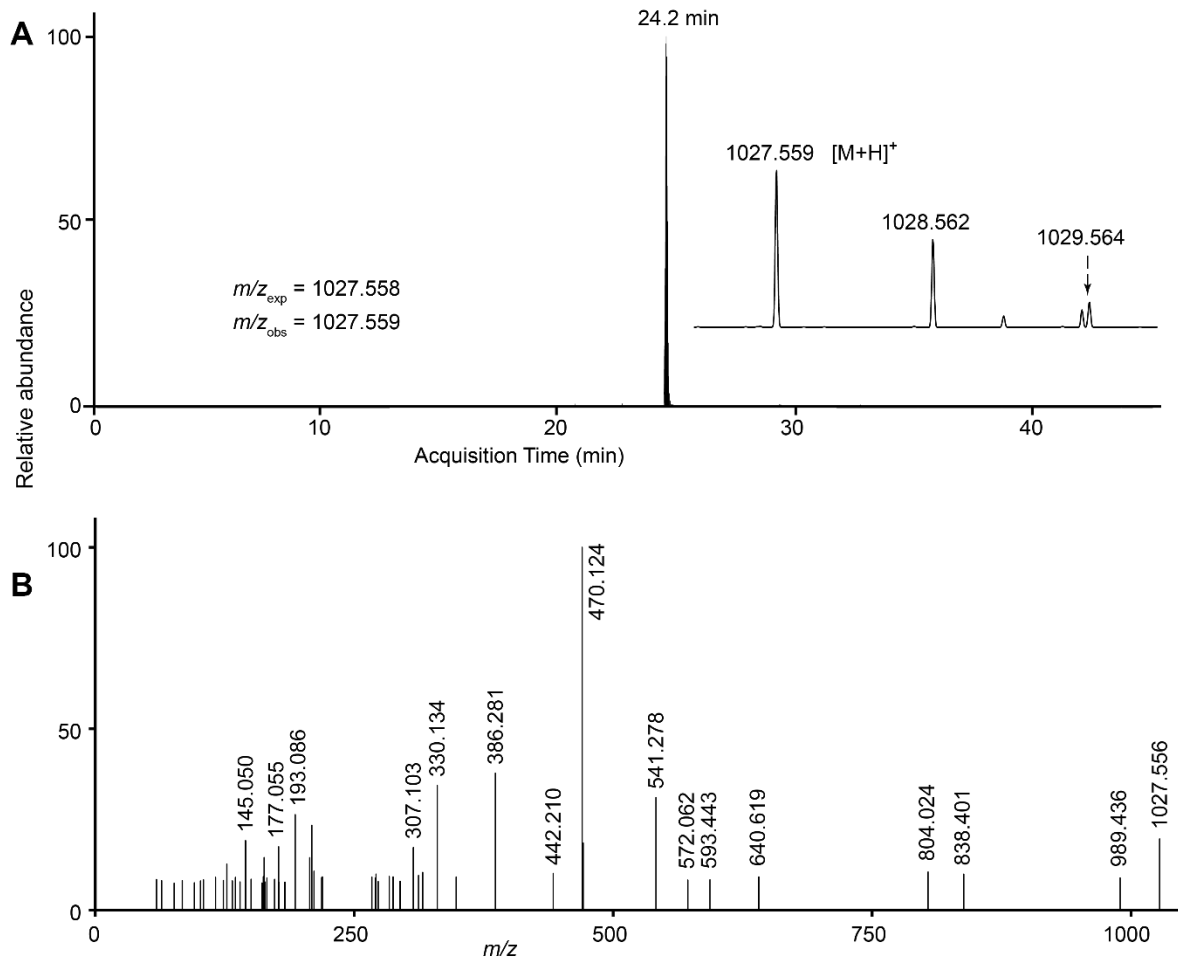 A
24.2 min
100
1027.559 [M+H]+
1028.562
1029.564
50
m/zexp = 1027.558
m/zobs = 1027.559
0
0 10 20 30 40
Acquisition Time (min)
Relative abundance
B
100
470.124
50
386.281
330.134
541.278
193.086
1027.556
145.050
177.055
307.103
442.210
572.062
593.443
640.619
804.024
838.401
989.436
0
0 250 500 750 1000
m/z